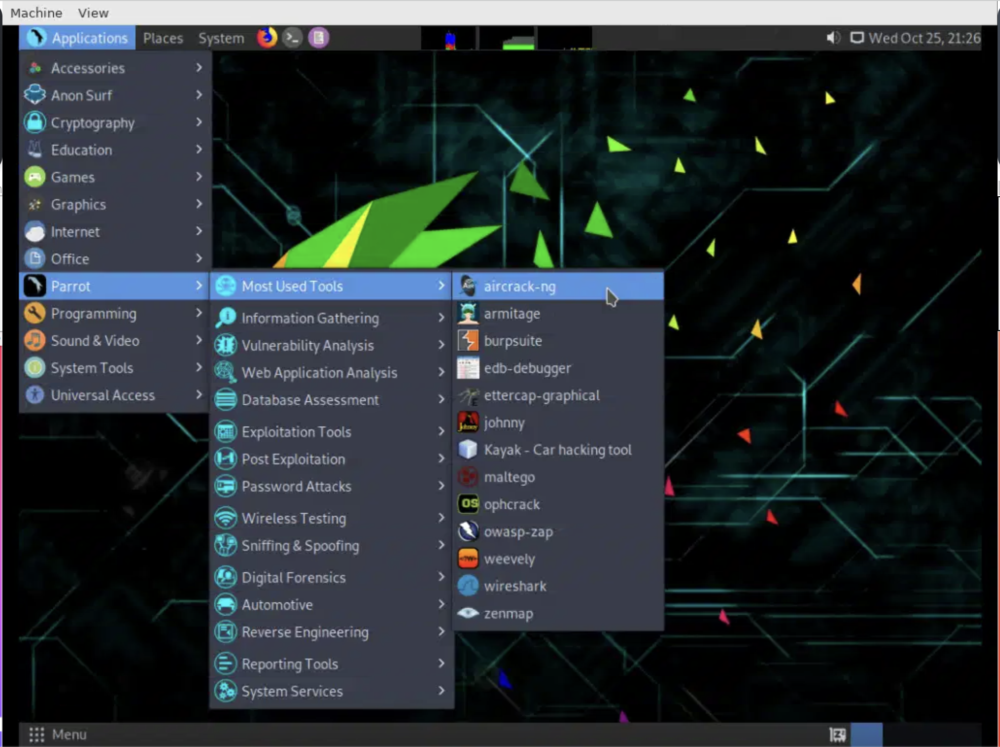 Machine View
Applications Places System Wed Oct 25, 21:26
Accessories
Anon Surf
Cryptography
Education
Games
Graphics
Internet
Office
Parrot
Programming
Sound & Video
System Tools
Universal Access
Most Used Tools
Information Gathering
Vulnerability Analysis
Web Application Analysis
Database Assessment
Exploitation Tools
Post Exploitation
Password Attacks
Wireless Testing
Sniffing & Spoofing
Digital Forensics
Automotive
Reverse Engineering
Reporting Tools
System Services
aircrack-ng
armitage
burpsuite
edb-debugger
ettercap-graphical
johnny
Kayak - Car hacking tool
maltego
OS
ophcrack
owasp-zap
weevely
wireshark
zenmap
Menu